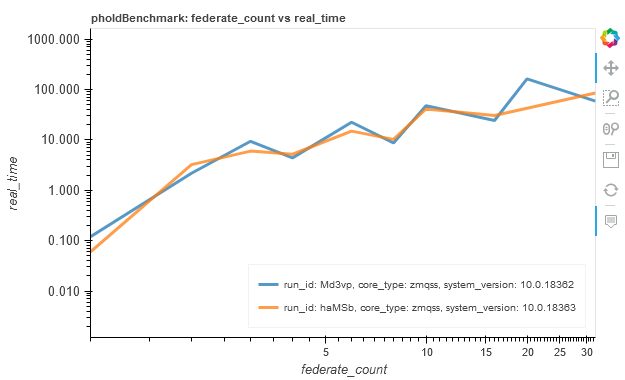 pholdBenchmark: federate_count vs real_time
1000.000
100.000
10.000
1.000
0.100
0.010
real_time
run_id: Md3vp, core_type: zmqss, system_version: 10.0.18362
run_id: haMSb, core_type: zmqss, system_version: 10.0.18363
5 10 15 20 25 30
federate_count